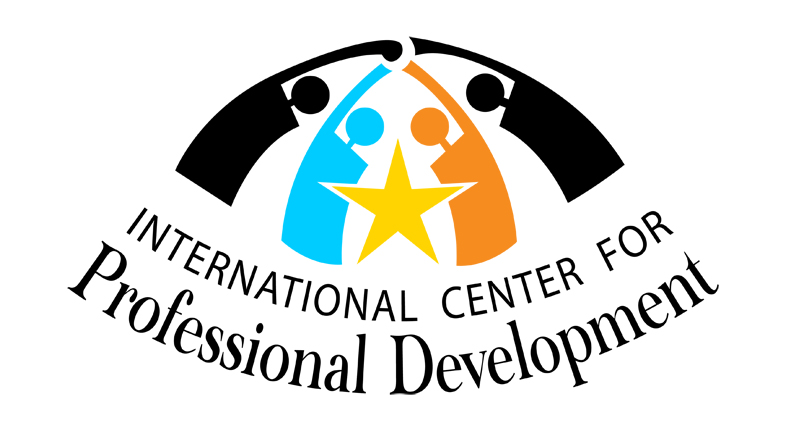 INTERNATIONAL CENTER FOR
Professional Development